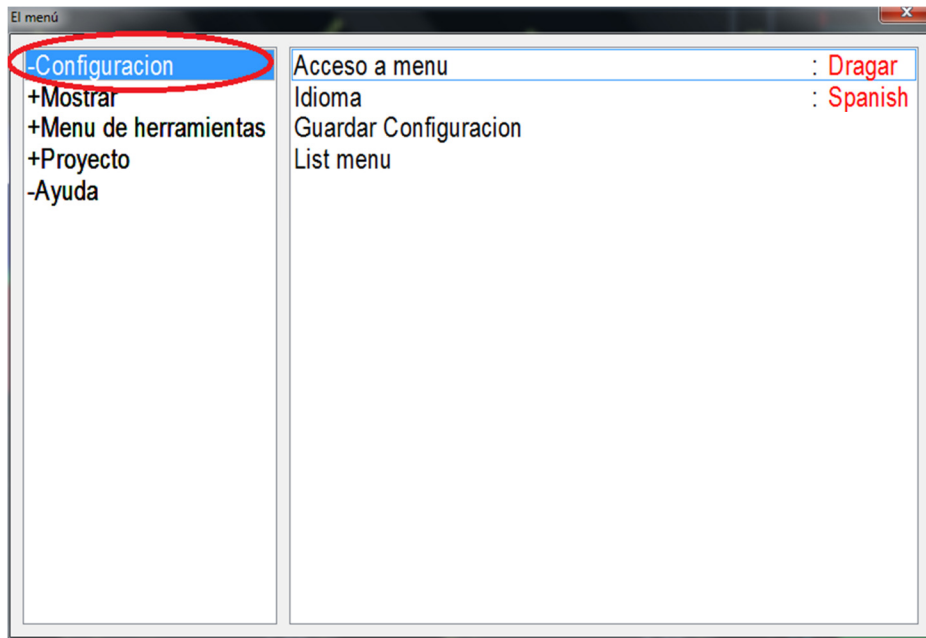 El menú
-Configuracion
+Mostrar
+Menu de herramientas
+Proyecto
-Ayuda
Acceso a menu : Dragar
Idioma : Spanish
Guardar Configuracion
List menu